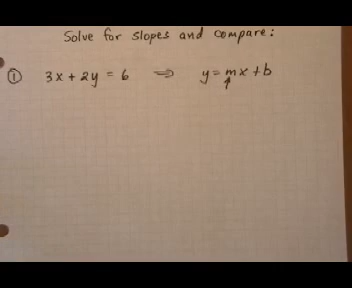 Solve for slopes and compare:
① 3x + 2y = 6 ⇒ y = mx + b